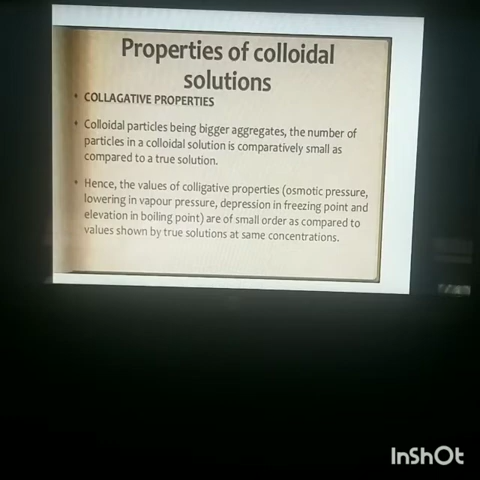 Properties of colloidal
solutions
• COLLAGATIVE PROPERTIES
• Colloidal particles being bigger aggregates, the number of
particles in a colloidal solution is comparatively small as
compared to a true solution.
• Hence, the values of colligative properties (osmotic pressure,
lowering in vapour pressure, depression in freezing point and
elevation in boiling point) are of small order as compared to
values shown by true solutions at same concentrations.
InShOt